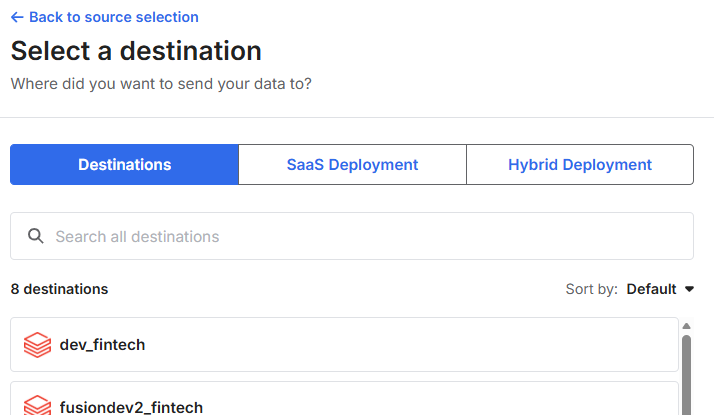 Back to source selection
Select a destination
Where did you want to send your data to?
Destinations SaaS Deployment Hybrid Deployment
Search all destinations
8 destinations Sort by: Default
dev_fintech
fusiondev2_fintech